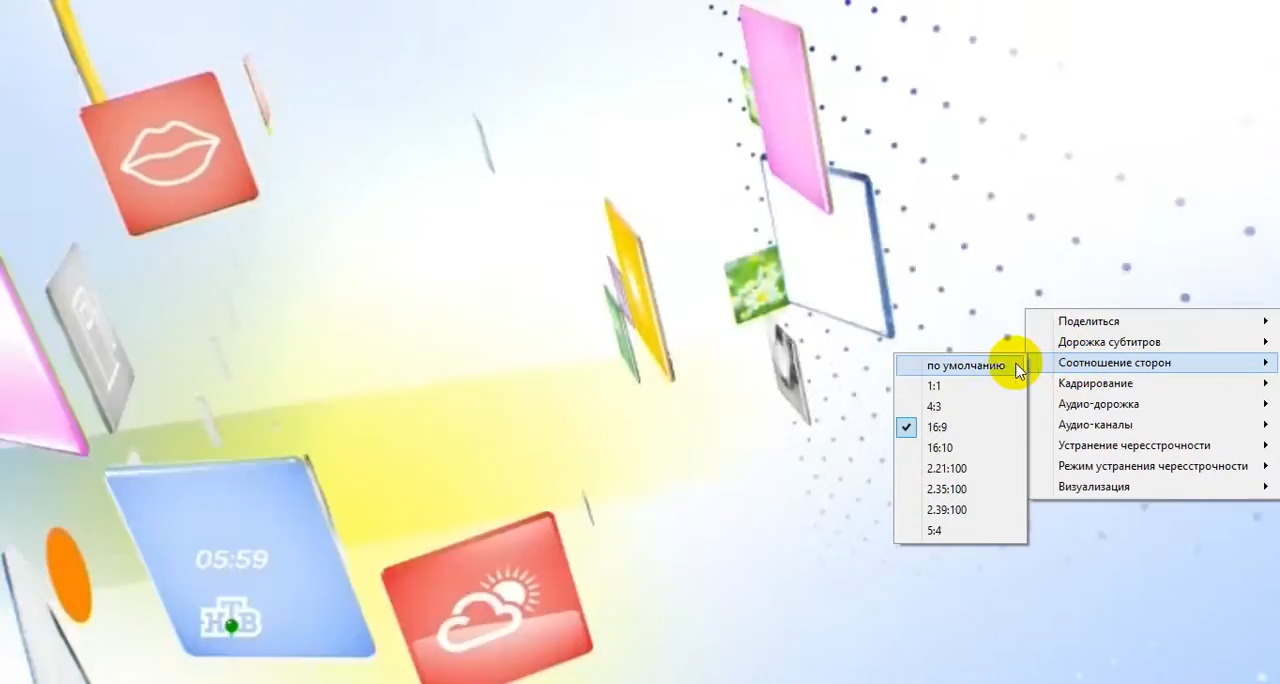 Поделиться
Дорожка субтитров
Соотношение сторон
Кадрирование
Аудио-дорожка
Аудио-каналы
Устранение чересстрочности
Режим устранения чересстрочности
Визуализация
по умолчанию
1:1
4:3
16:9
16:10
2.21:100
2.35:100
2.39:100
5:4
05:59
НТВ